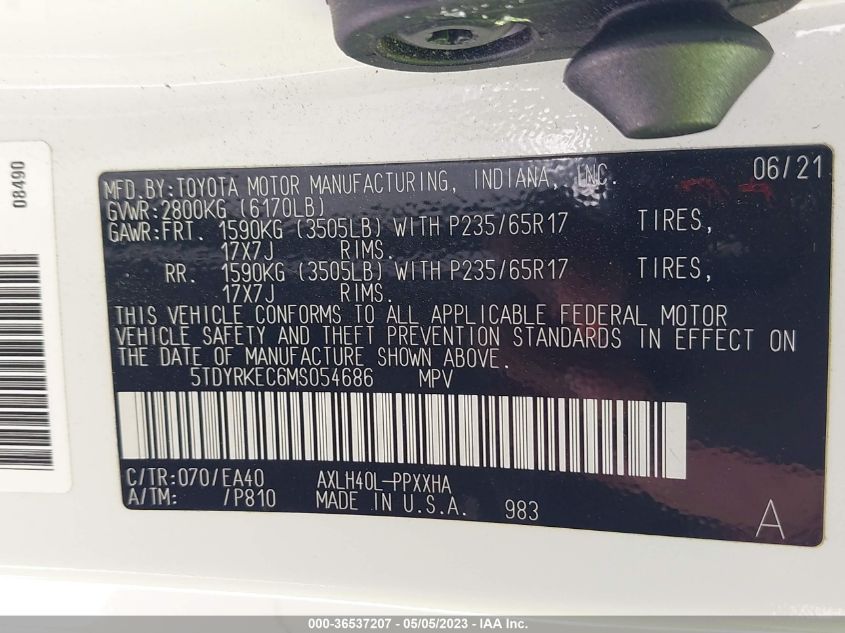 08490
06/21
MFD.BY:TOYOTA MOTOR MANUFACTURING, INDIANA, INC.
GVWR:2800KG (6170LB)
GAWR:FRT. 1590KG (3505LB) WITH P235/65R17 TIRES,
17X7J RIMS.
RR. 1590KG (3505LB) WITH P235/65R17 TIRES,
17X7J RIMS.
THIS VEHICLE CONFORMS TO ALL APPLICABLE FEDERAL MOTOR
VEHICLE SAFETY AND THEFT PREVENTION STANDARDS IN EFFECT ON
THE DATE OF MANUFACTURE SHOWN ABOVE.
5TDYRKEC6MS054686 MPV
C/TR:070/EA40 AXLH40L-PPXXHA
A/TM: /P810 MADE IN U.S.A. 983
A
000-36537207 - 05/05/2023 - IAA Inc.